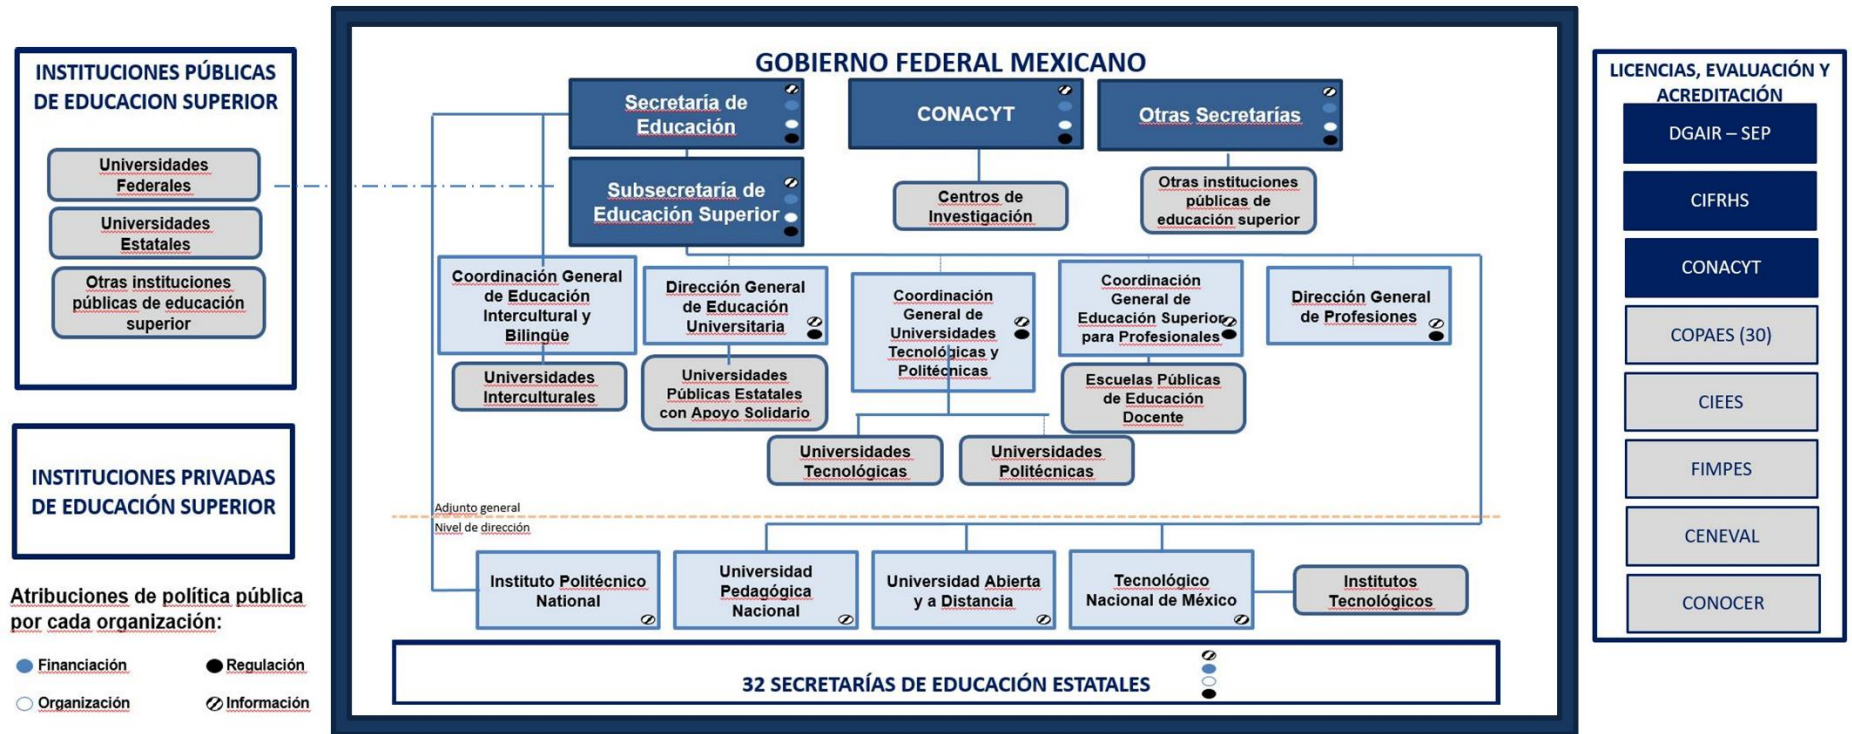 INSTITUCIONES PÚBLICAS
DE EDUCACION SUPERIOR
Universidades
Federales
Universidades
Estatales
Otras instituciones
públicas de educación
superior
INSTITUCIONES PRIVADAS
DE EDUCACIÓN SUPERIOR
Atribuciones de política pública
por cada organización:
Financiación
Regulación
Organización
Información
GOBIERNO FEDERAL MEXICANO
Secretaría de
Educación
CONACYT
Otras Secretarías
Subsecretaría de
Educación Superior
Centros de
Investigación
Otras instituciones
públicas de
educación superior
Coordinación General
de Educación
Intercultural y
Bilingüe
Dirección General
de Educación
Universitaria
Coordinación
General de
Universidades
Tecnológicas y
Politécnicas
Coordinación
General de
Educación Superior
para Profesionales
Dirección General
de Profesiones
Universidades
Interculturales
Universidades
Públicas Estatales
con Apoyo Solidario
Escuelas Públicas
de Educación
Docente
Universidades
Tecnológicas
Universidades
Politécnicas
Adjunto general
Nivel de dirección
Instituto Politécnico
National
Universidad
Pedagógica
Nacional
Universidad Abierta
y a Distancia
Tecnológico
Nacional de México
Institutos
Tecnológicos
32 SECRETARÍAS DE EDUCACIÓN ESTATALES
LICENCIAS, EVALUACIÓN Y
ACREDITACIÓN
DGAIR – SEP
CIFRHS
CONACYT
COPAES (30)
CIEES
FIMPES
CENEVAL
CONOCER